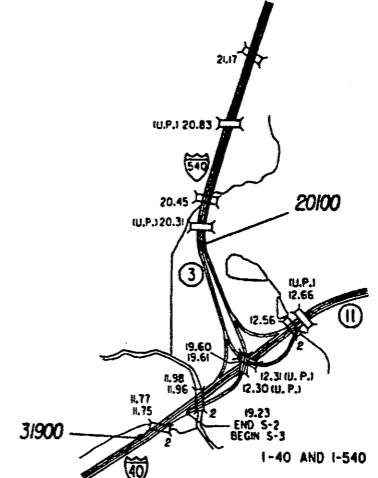 21.17
(U.P.) 20.83
540
20.45
(U.P.) 20.31
20100
3
(U.P.)
12.66
12.56
11
2
19.60
19.61
12.31 (U.P.)
12.30 (U.P.)
11.98
11.96
11.77
11.75
2
19.23
END S-2
BEGIN S-3
2
31900
40
I-40 AND I-540